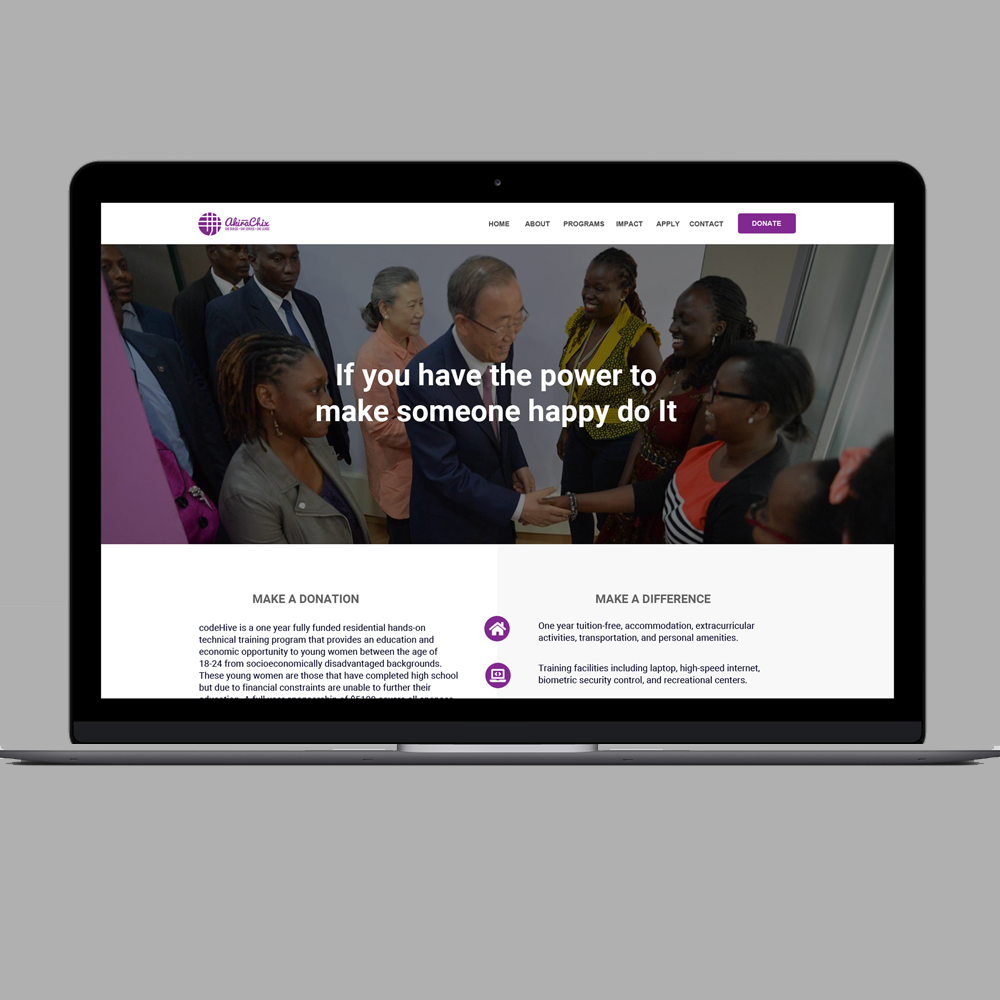 AkiraChix
HOME ABOUT PROGRAMS IMPACT APPLY CONTACT DONATE
If you have the power to
make someone happy do It
MAKE A DONATION
codeHive is a one year fully funded residential hands-on
technical training program that provides an education and
economic opportunity to young women between the age of
18-24 from socioeconomically disadvantaged backgrounds.
These young women are those that have completed high school
but due to financial constraints are unable to further their
MAKE A DIFFERENCE
One year tuition-free, accommodation, extracurricular
activities, transportation, and personal amenities.
Training facilities including laptop, high-speed internet,
biometric security control, and recreational centers.